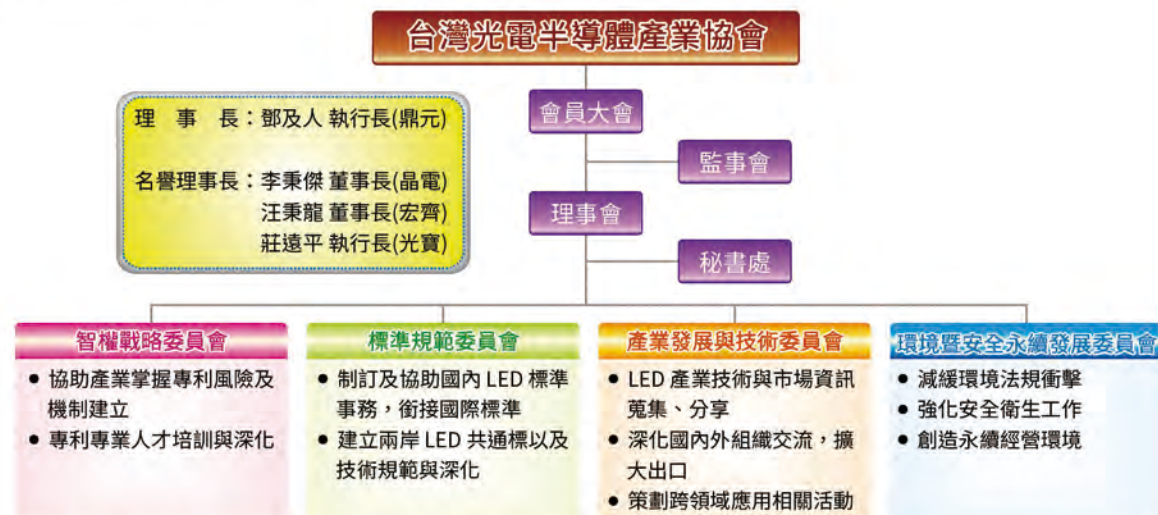 台灣光電半導體產業協會
理事長：鄧及人 執行長(鼎元)
名譽理事長：李秉傑 董事長(晶電)
汪秉龍 董事長(宏齊)
莊遠平 執行長(光寶)
會員大會
監事會
理事會
秘書處
智權戰略委員會
● 協助產業掌握專利風險及
機制建立
● 專利專業人才培訓與深化
標準規範委員會
● 制訂及協助國內 LED 標準
事務，銜接國際標準
● 建立兩岸 LED 共通標以及
技術規範與深化
產業發展與技術委員會
● LED 產業技術與市場資訊
蒐集、分享
● 深化國內外組織交流，擴
大出口
● 策劃跨領域應用相關活動
環境暨安全永續發展委員會
● 減緩環境法規衝擊
● 強化安全衛生工作
● 創造永續經營環境